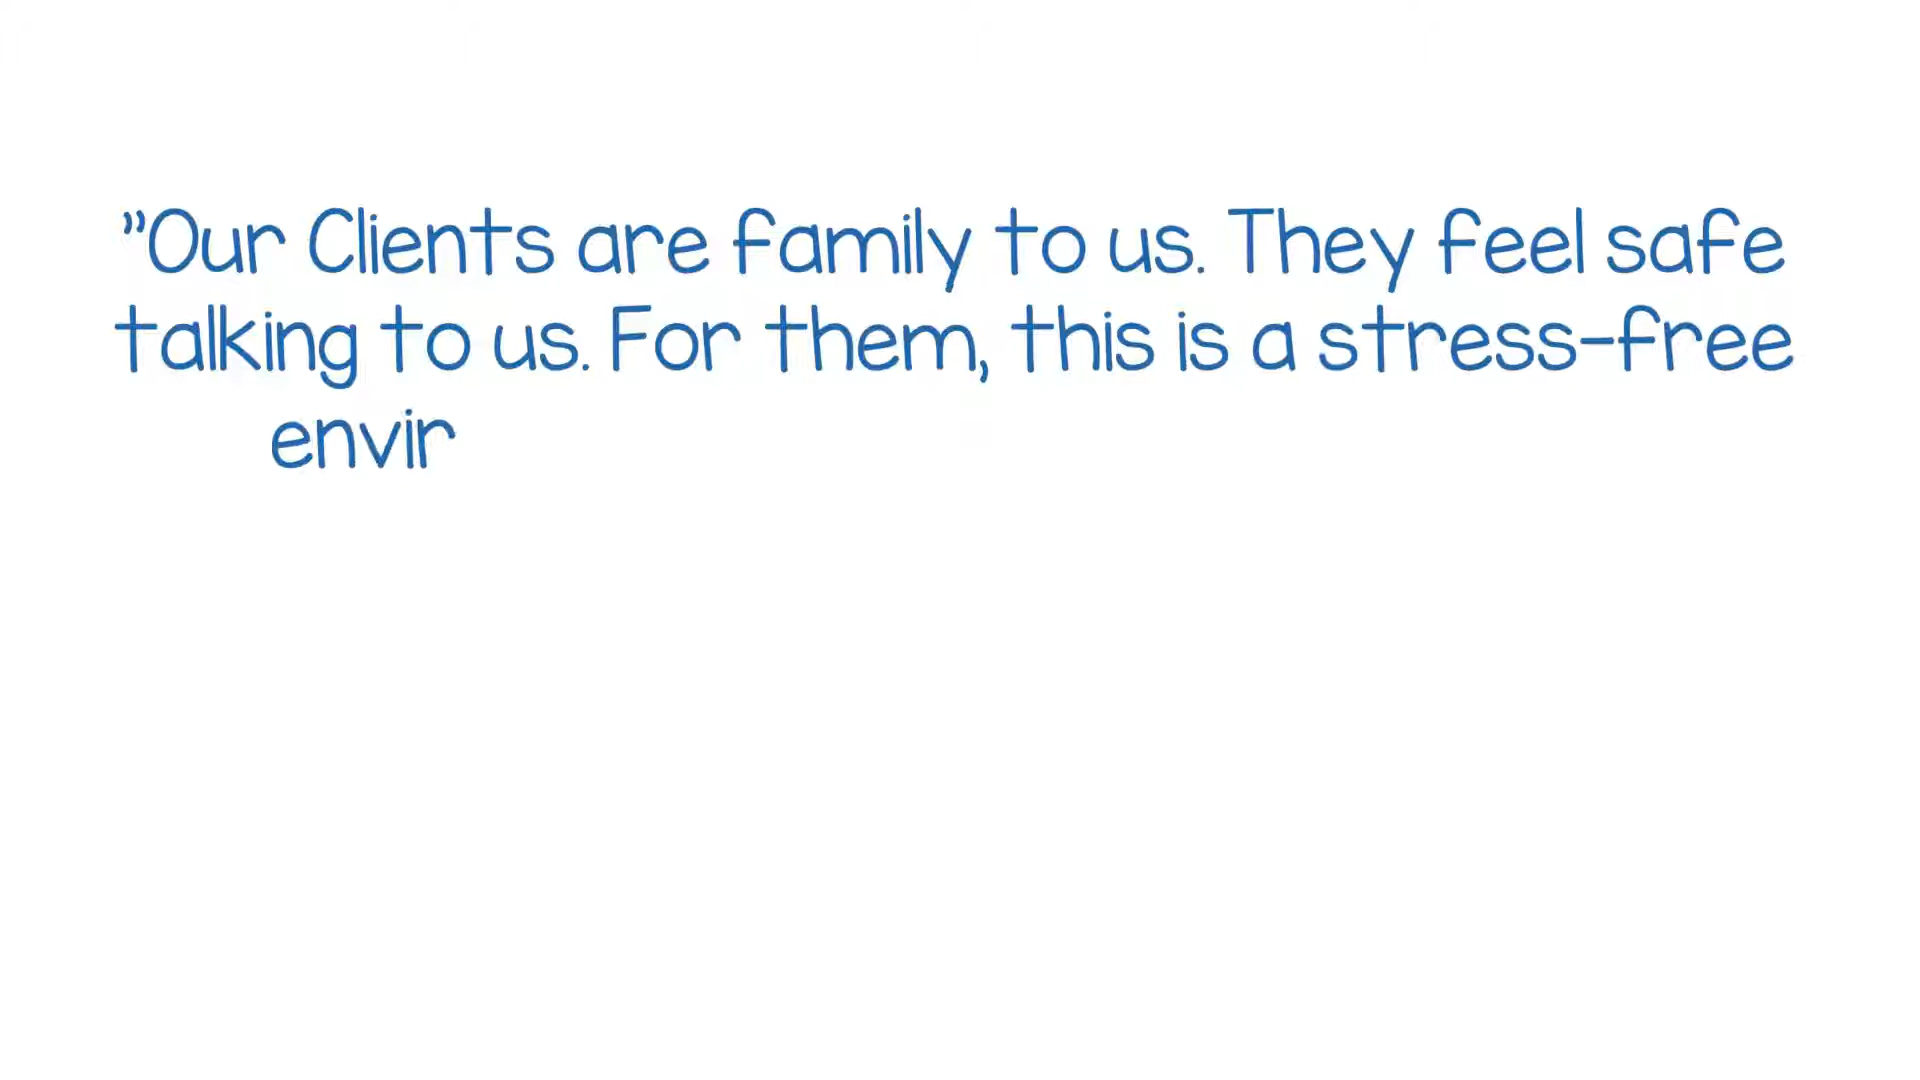 "Our Clients are family to us. They feel safe
talking to us. For them, this is a stress-free
envir